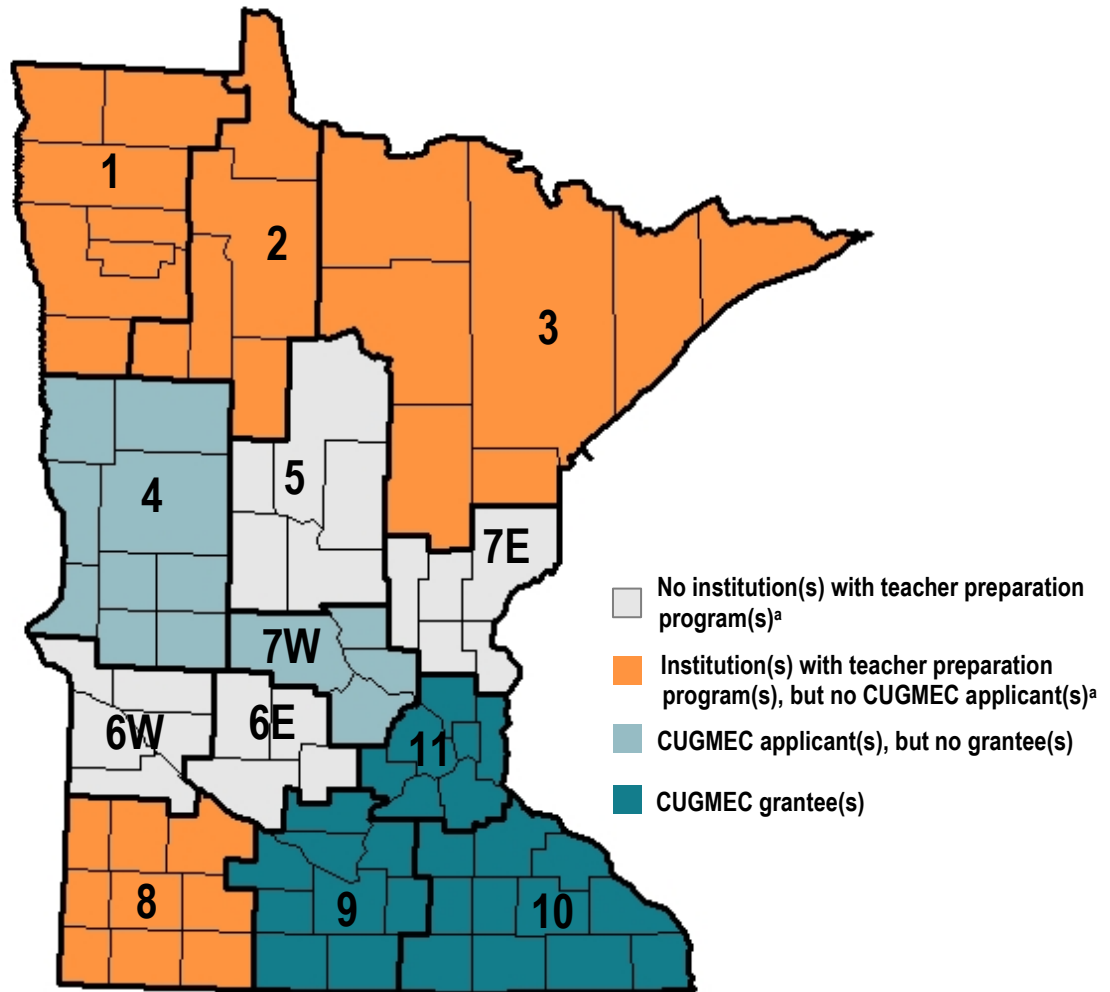 1
2
3
4
5
7E
7W
6W
6E
11
8
9
10
No institution(s) with teacher preparation
program(s)ª
Institution(s) with teacher preparation
program(s), but no CUGMEC applicant(s)ª
CUGMEC applicant(s), but no grantee(s)
CUGMEC grantee(s)